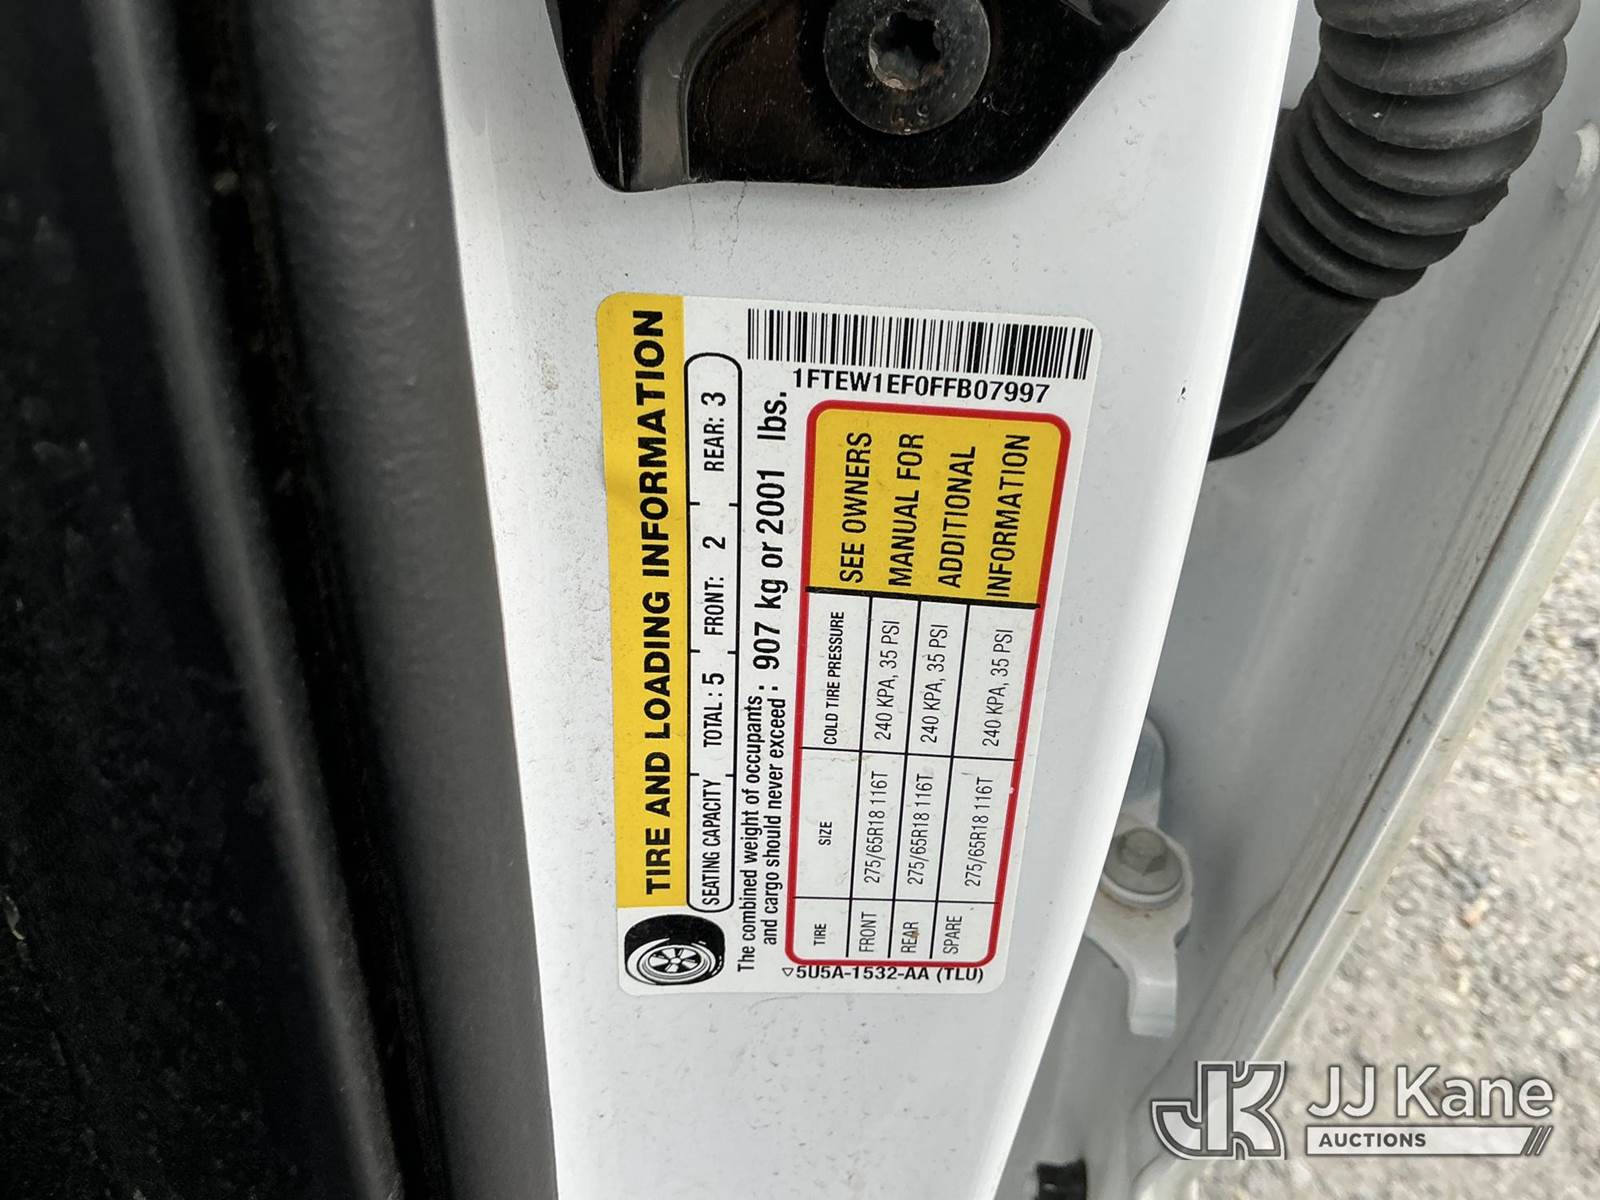 TIRE AND LOADING INFORMATION
SEATING CAPACITY TOTAL : 5 FRONT: 2 REAR: 3
The combined weight of occupants
and cargo should never exceed : 907 kg or 2001 lbs.
TIRE SIZE COLD TIRE PRESSURE
FRONT 275/65R18 116T 240 KPA, 35 PSI
REAR 275/65R18 116T 240 KPA, 35 PSI
SPARE 275/65R18 116T 240 KPA, 35 PSI
SEE OWNERS
MANUAL FOR
ADDITIONAL
INFORMATION
5U5A-1532-AA (TLU)
1FTEW1EF0FFB07997
JK JJ Kane
AUCTIONS